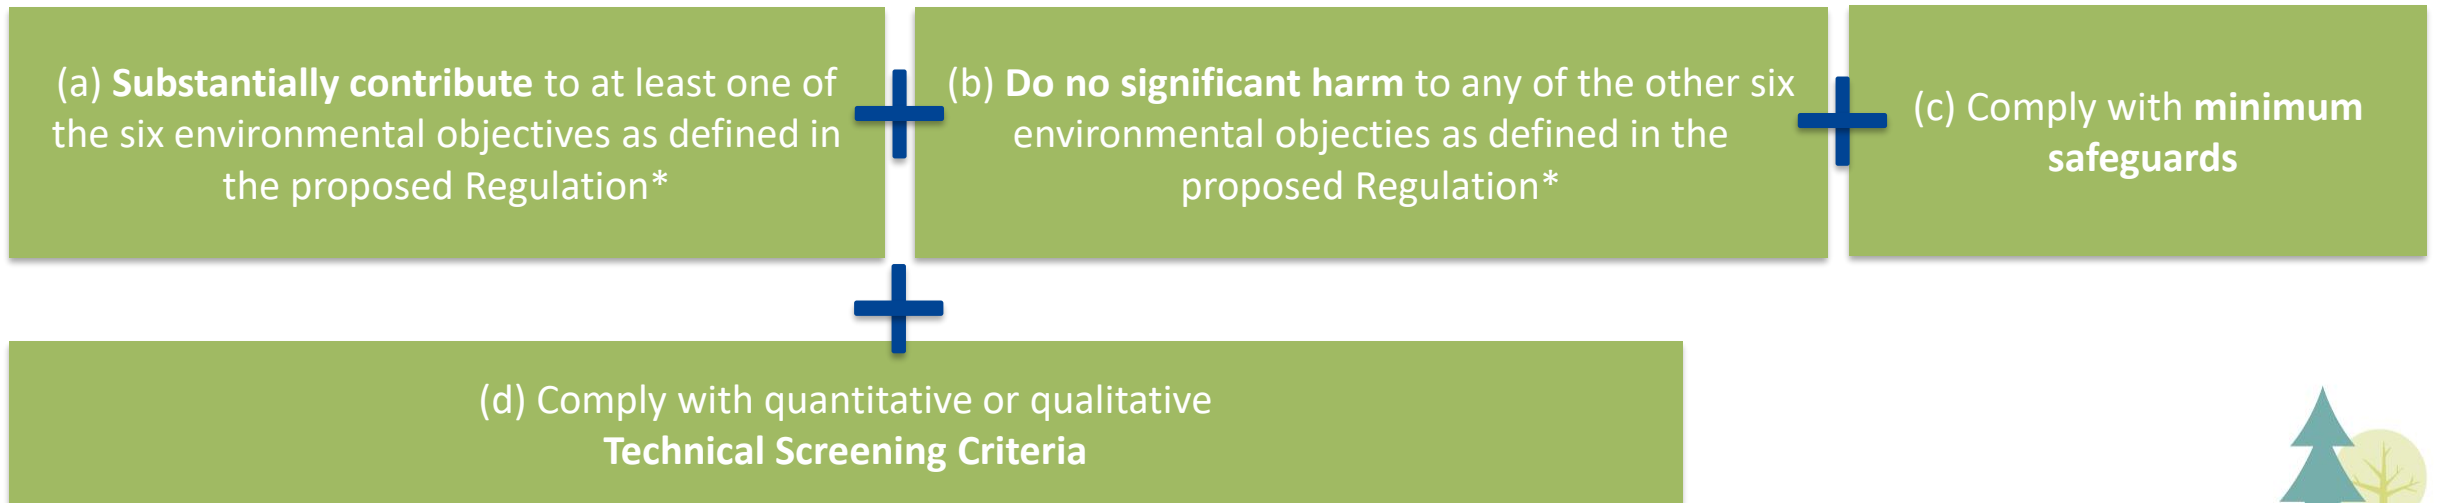 (a) Substantially contribute to at least one of
the six environmental objectives as defined in
the proposed Regulation*
(b) Do no significant harm to any of the other six
environmental objecties as defined in the
proposed Regulation*
(c) Comply with minimum
safeguards
(d) Comply with quantitative or qualitative
Technical Screening Criteria